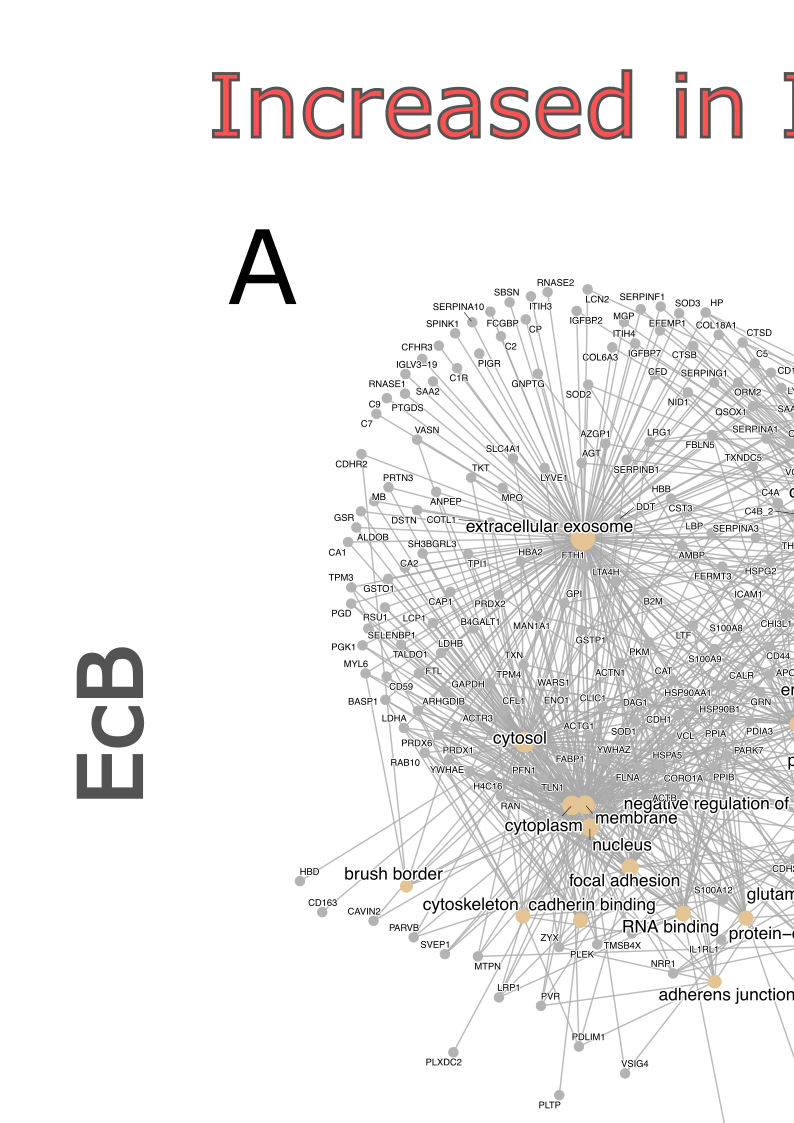 Increased in
A
EcB
RNASE2
SBSN
LCN2
SERPINF1
SOD3
HP
SERPINA10
ITIH3
SPINK1
FCGBP
CP
IGFBP2
MGP
EFEMP1
COL18A1
ITIH4
CTSD
CFHR3
C2
COL6A3
IGFBP7
CTSB
C5
IGLV3−19
PIGR
C1R
GNPTG
CFD
SERPING1
RNASE1
SAA2
SOD2
ORM2
C9
PTGDS
NID1
QSOX1
C7
VASN
AZGP1
LRG1
SERPINA1
FBLN5
SLC4A1
AGT
CDHR2
TKT
LYVE1
SERPINB1
TXNDC5
PRTN3
MB
ANPEP
MPO
HBB
C4A
DDT
CST3
C4B_2
GSR
DSTN
COTL1
extracellular exosome
LBP
SERPINA3
ALDOB
SH3BGRL3
CA1
HBA2
FTH1
AMBP
CA2
TPI1
LTA4H
FERMT3
HSPG2
TPM3
GSTO1
GPI
ICAM1
PGD
RSU1
LCP1
CAP1
PRDX2
B2M
B4GALT1
MAN1A1
S100A8
CHI3L1
SELENBP1
GSTP1
LTF
PGK1
TALDO1
LDHB
TXN
PKM
S100A9
CD44
MYL6
FTL
TPM4
ACTN1
CAT
CALR
CD59
GAPDH
WARS1
HSP90AA1
BASP1
ARHGDIB
CFL1
ENO1
CLIC1
DAG1
HSP90B1
GRN
LDHA
ACTR3
ACTG1
CDH1
PRDX6
cytosol
SOD1
VCL
PPIA
PDIA3
PRDX1
YWHAZ
HSPA5
PARK7
RAB10
YWHAE
PFN1
FABP1
FLNA
CORO1A
PPIB
H4C16
TLN1
ACTB
RAN
negative regulation of
cytoplasm
membrane
nucleus
HBD
brush border
focal adhesion
S100A12
CD163
CAVIN2
cytoskeleton
cadherin binding
PARVB
RNA binding
SVEP1
ZYX
PLEK
TMSB4X
IL1RL1
MTPN
NRP1
LRP1
PVR
adherens junction
PDLIM1
PLXDC2
VSIG4
PLTP